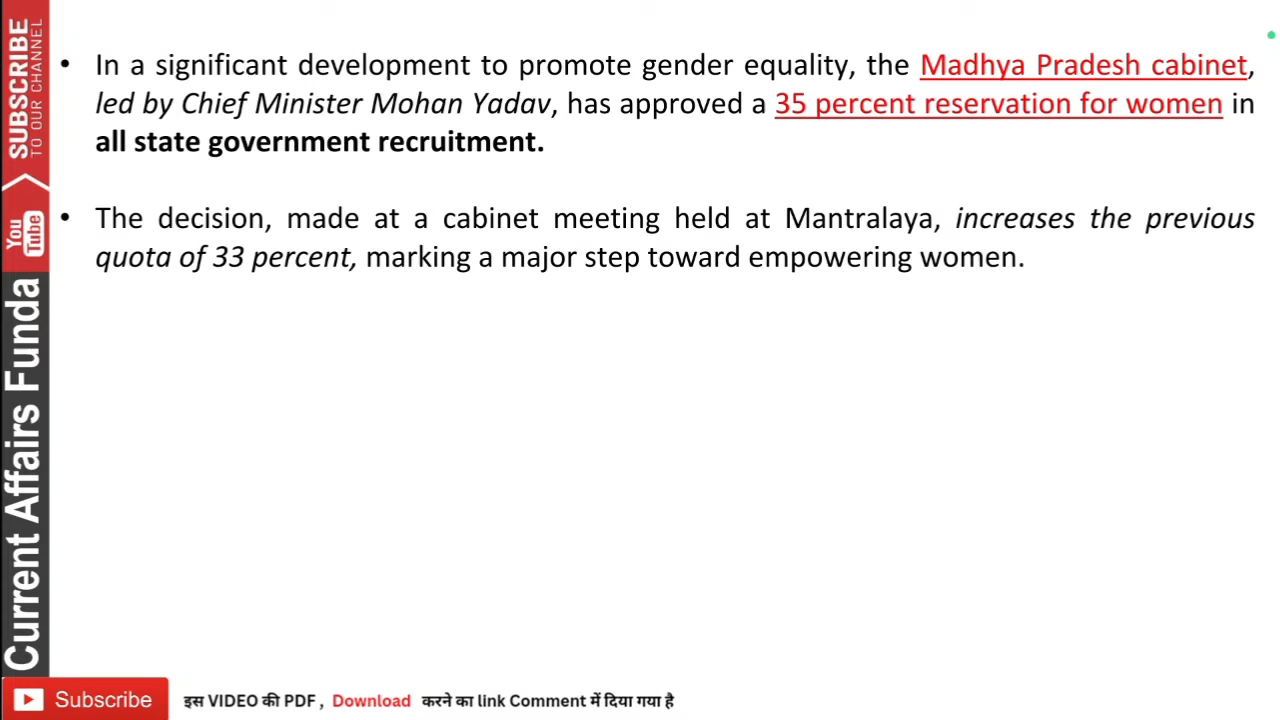 • In a significant development to promote gender equality, the Madhya Pradesh cabinet,
led by Chief Minister Mohan Yadav, has approved a 35 percent reservation for women in
all state government recruitment.
• The decision, made at a cabinet meeting held at Mantralaya, increases the previous
quota of 33 percent, marking a major step toward empowering women.
SUBSCRIBE
TO OUR CHANNEL
You
Tube
Current Affairs Funda
Subscribe
इस VIDEO की PDF , Download करने का link Comment में दिया गया है